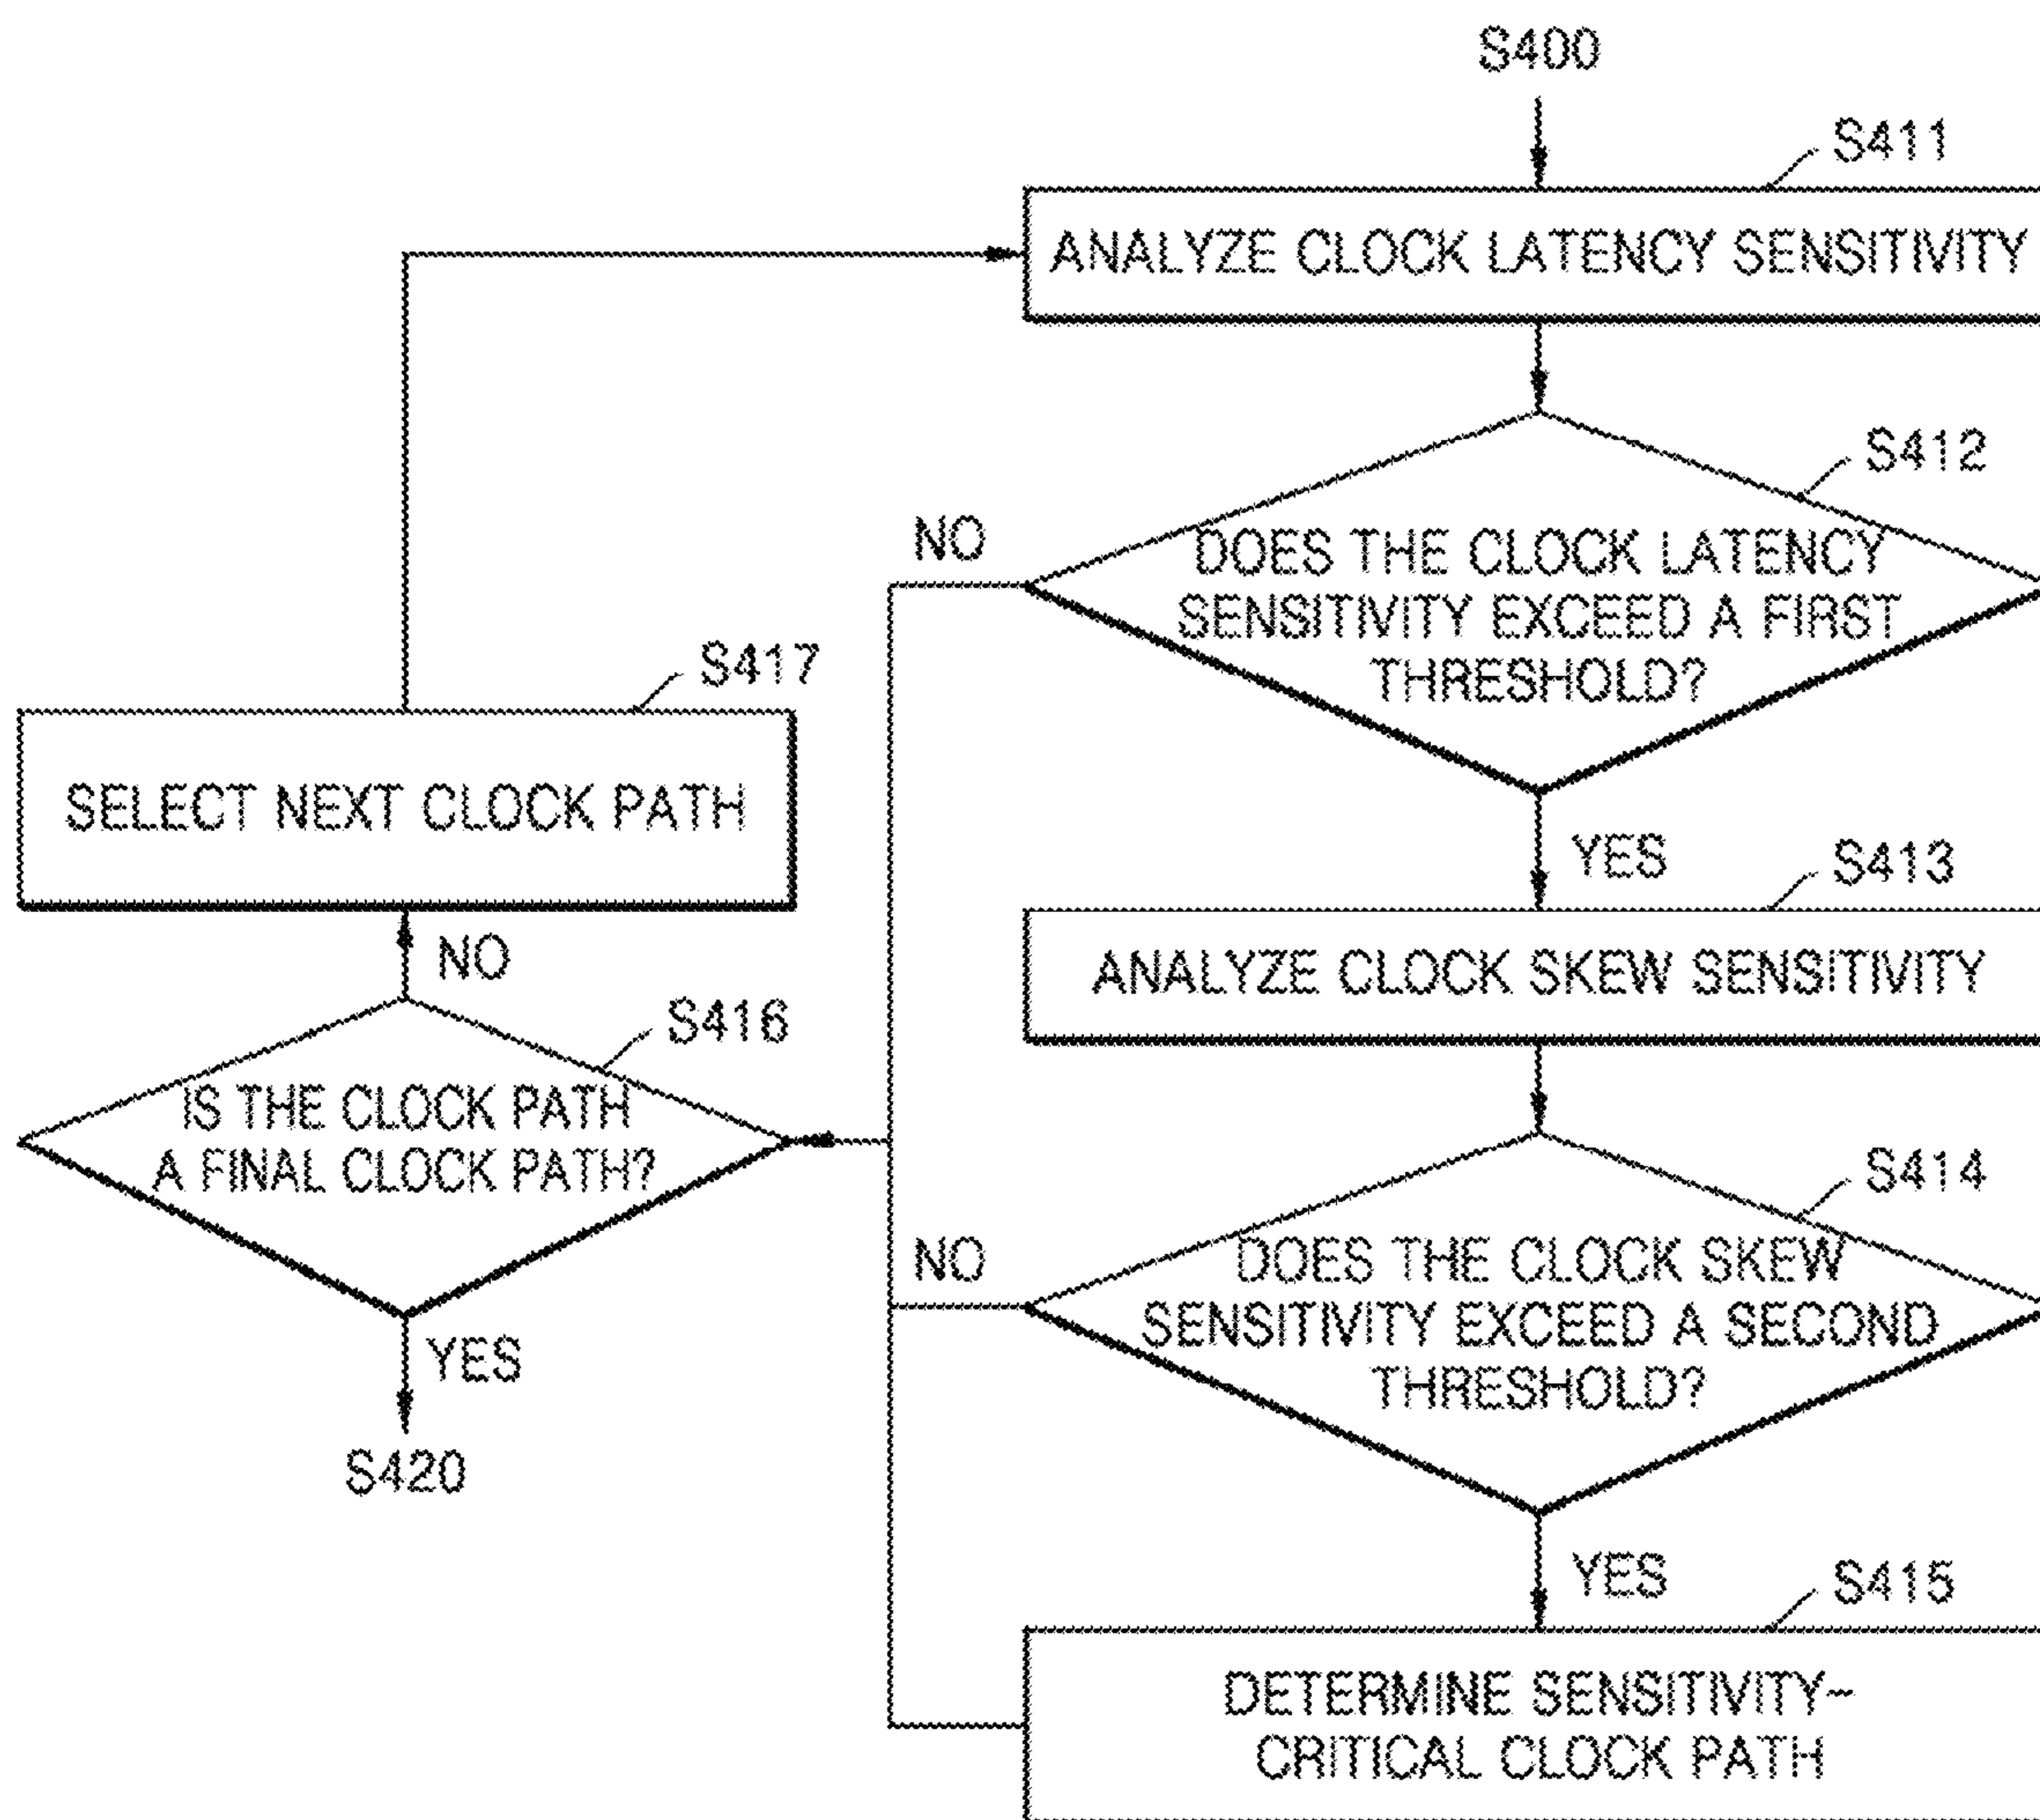 S400
S411
ANALYZE CLOCK LATENCY SENSITIVITY
S412
NO
DOES THE CLOCK LATENCY
SENSITIVITY EXCEED A FIRST
THRESHOLD?
S417
SELECT NEXT CLOCK PATH
YES
S413
NO
ANALYZE CLOCK SKEW SENSITIVITY
S416
IS THE CLOCK PATH
A FINAL CLOCK PATH?
S414
NO
DOES THE CLOCK SKEW
SENSITIVITY EXCEED A SECOND
THRESHOLD?
YES
S420
YES
S415
DETERMINE SENSITIVITY-
CRITICAL CLOCK PATH